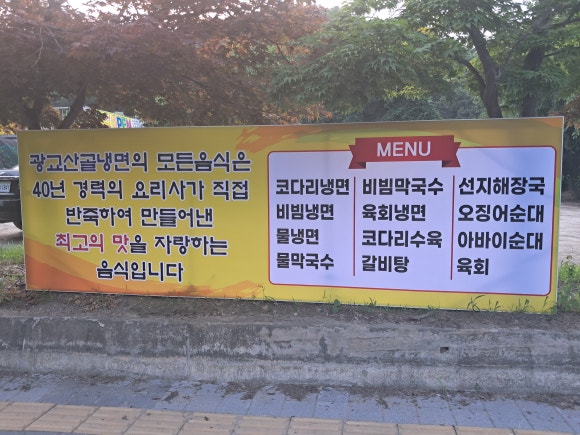 광교산골냉면의 모든음식은
40년 경력의 요리사가 직접
반죽하여 만들어낸
최고의 맛을 자랑하는
음식입니다
MENU
코다리냉면
비빔냉면
물냉면
물막국수
비빔막국수
육회냉면
코다리수육
갈비탕
선지해장국
오징어순대
아바이순대
육회